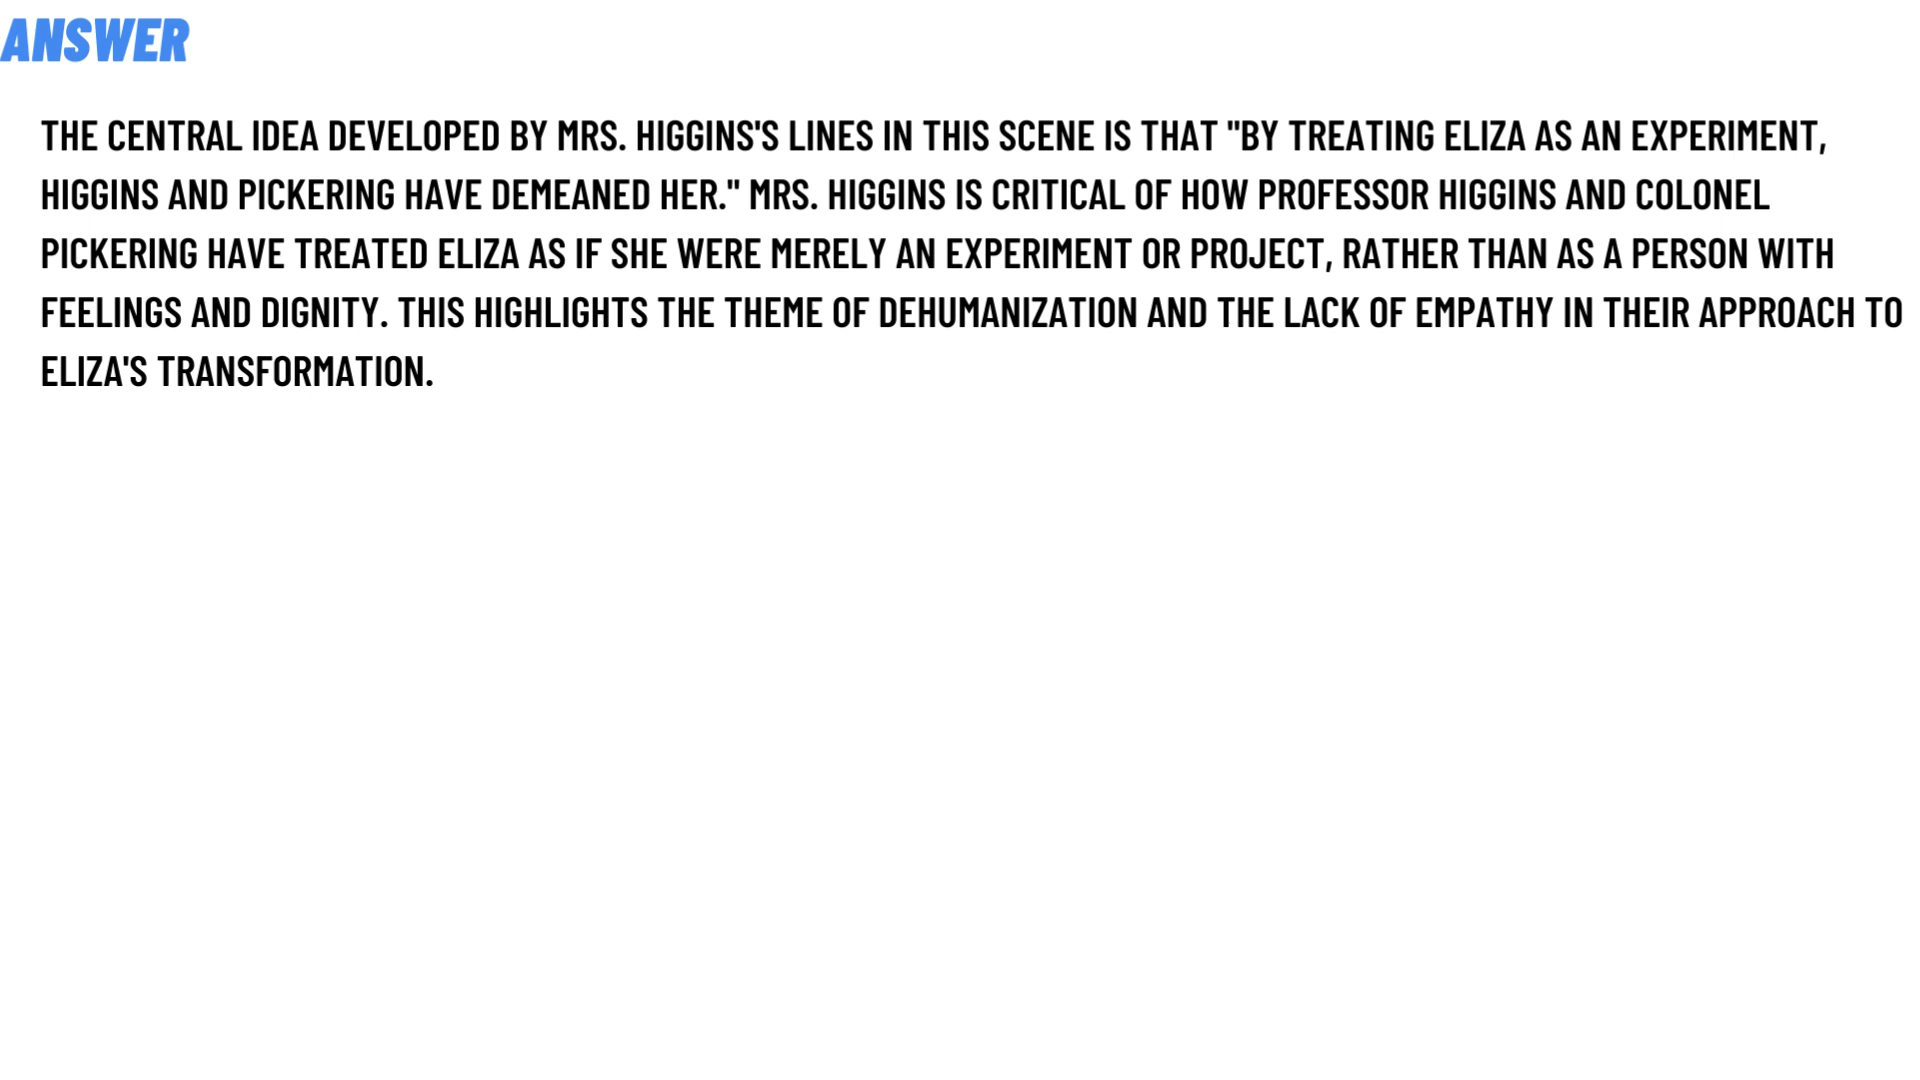 ANSWER
THE CENTRAL IDEA DEVELOPED BY MRS. HIGGINS'S LINES IN THIS SCENE IS THAT "BY TREATING ELIZA AS AN EXPERIMENT,
HIGGINS AND PICKERING HAVE DEMEANED HER." MRS. HIGGINS IS CRITICAL OF HOW PROFESSOR HIGGINS AND COLONEL
PICKERING HAVE TREATED ELIZA AS IF SHE WERE MERELY AN EXPERIMENT OR PROJECT, RATHER THAN AS A PERSON WITH
FEELINGS AND DIGNITY. THIS HIGHLIGHTS THE THEME OF DEHUMANIZATION AND THE LACK OF EMPATHY IN THEIR APPROACH TO
ELIZA'S TRANSFORMATION.